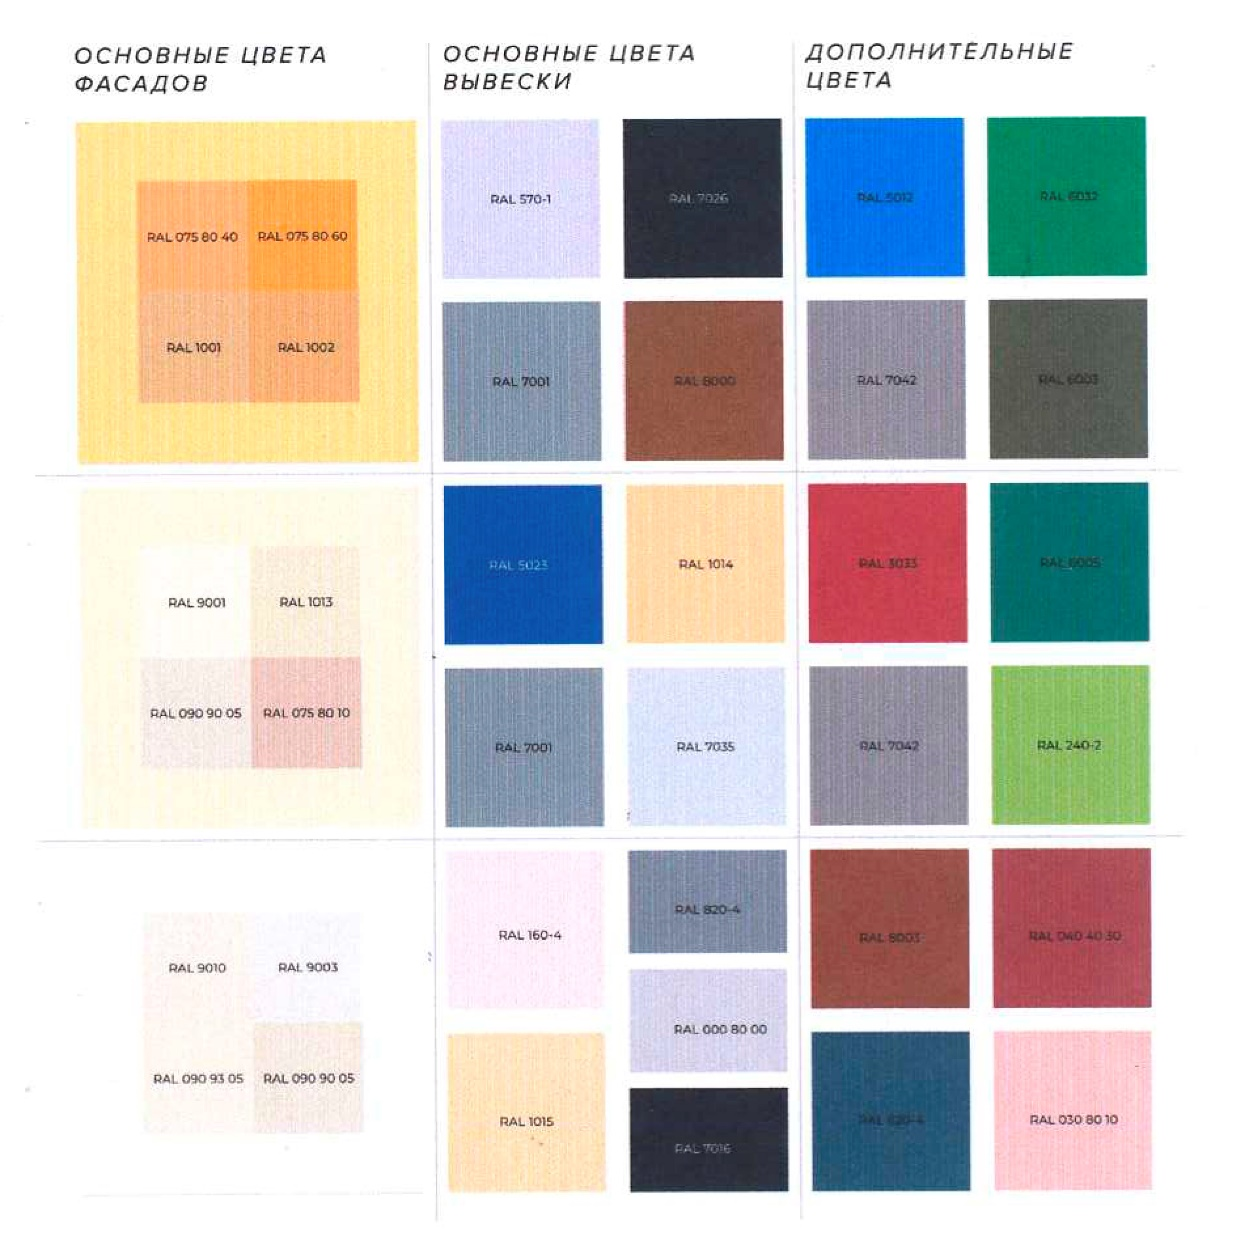 ОСНОВНЫЕ ЦВЕТА
ФАСАДОВ
RAL 075 80 40
RAL 075 80 60
RAL 1001
RAL 1002
ОСНОВНЫЕ ЦВЕТА
ВЫВЕСКИ
RAL 570-1
RAL 7026
RAL 7001
RAL 8000
ДОПОЛНИТЕЛЬНЫЕ
ЦВЕТА
RAL 5012
RAL 6032
RAL 7042
RAL 6003
RAL 9001
RAL 1013
RAL 090 90 05
RAL 075 80 10
RAL 5023
RAL 1014
RAL 7001
RAL 7035
RAL 3033
RAL 6005
RAL 7042
RAL 240-2
RAL 9010
RAL 9003
RAL 090 93 05
RAL 090 90 05
RAL 160-4
RAL 820-4
RAL 000 80 00
RAL 1015
RAL 7016
RAL 8003
RAL 040 40 30
RAL 820-4
RAL 030 80 10